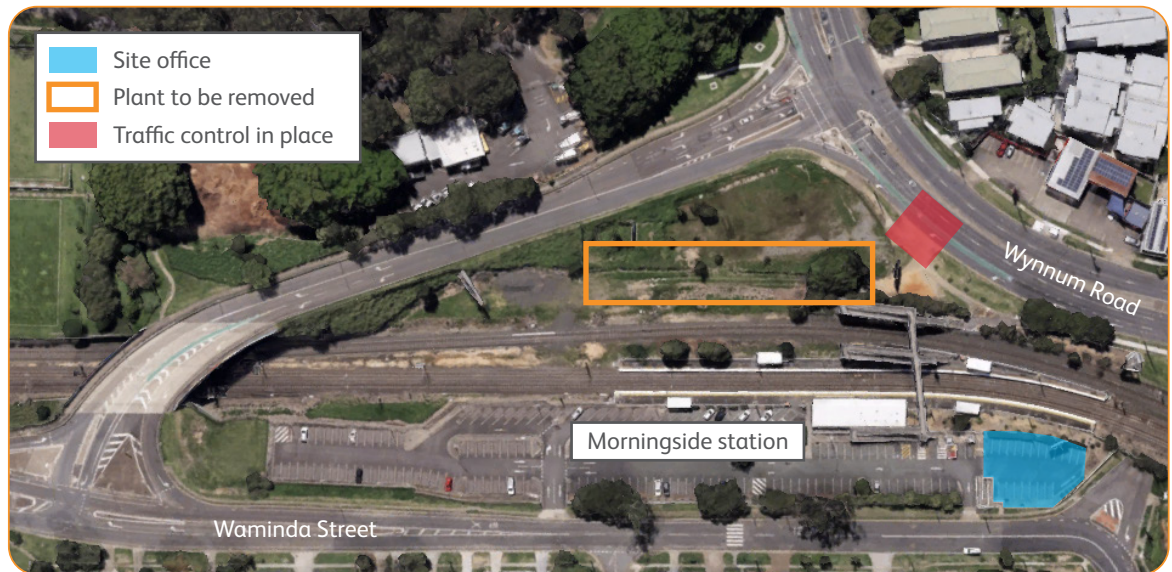 Site office
Plant to be removed
Traffic control in place
Wynnum Road
Morningside station
Waminda Street